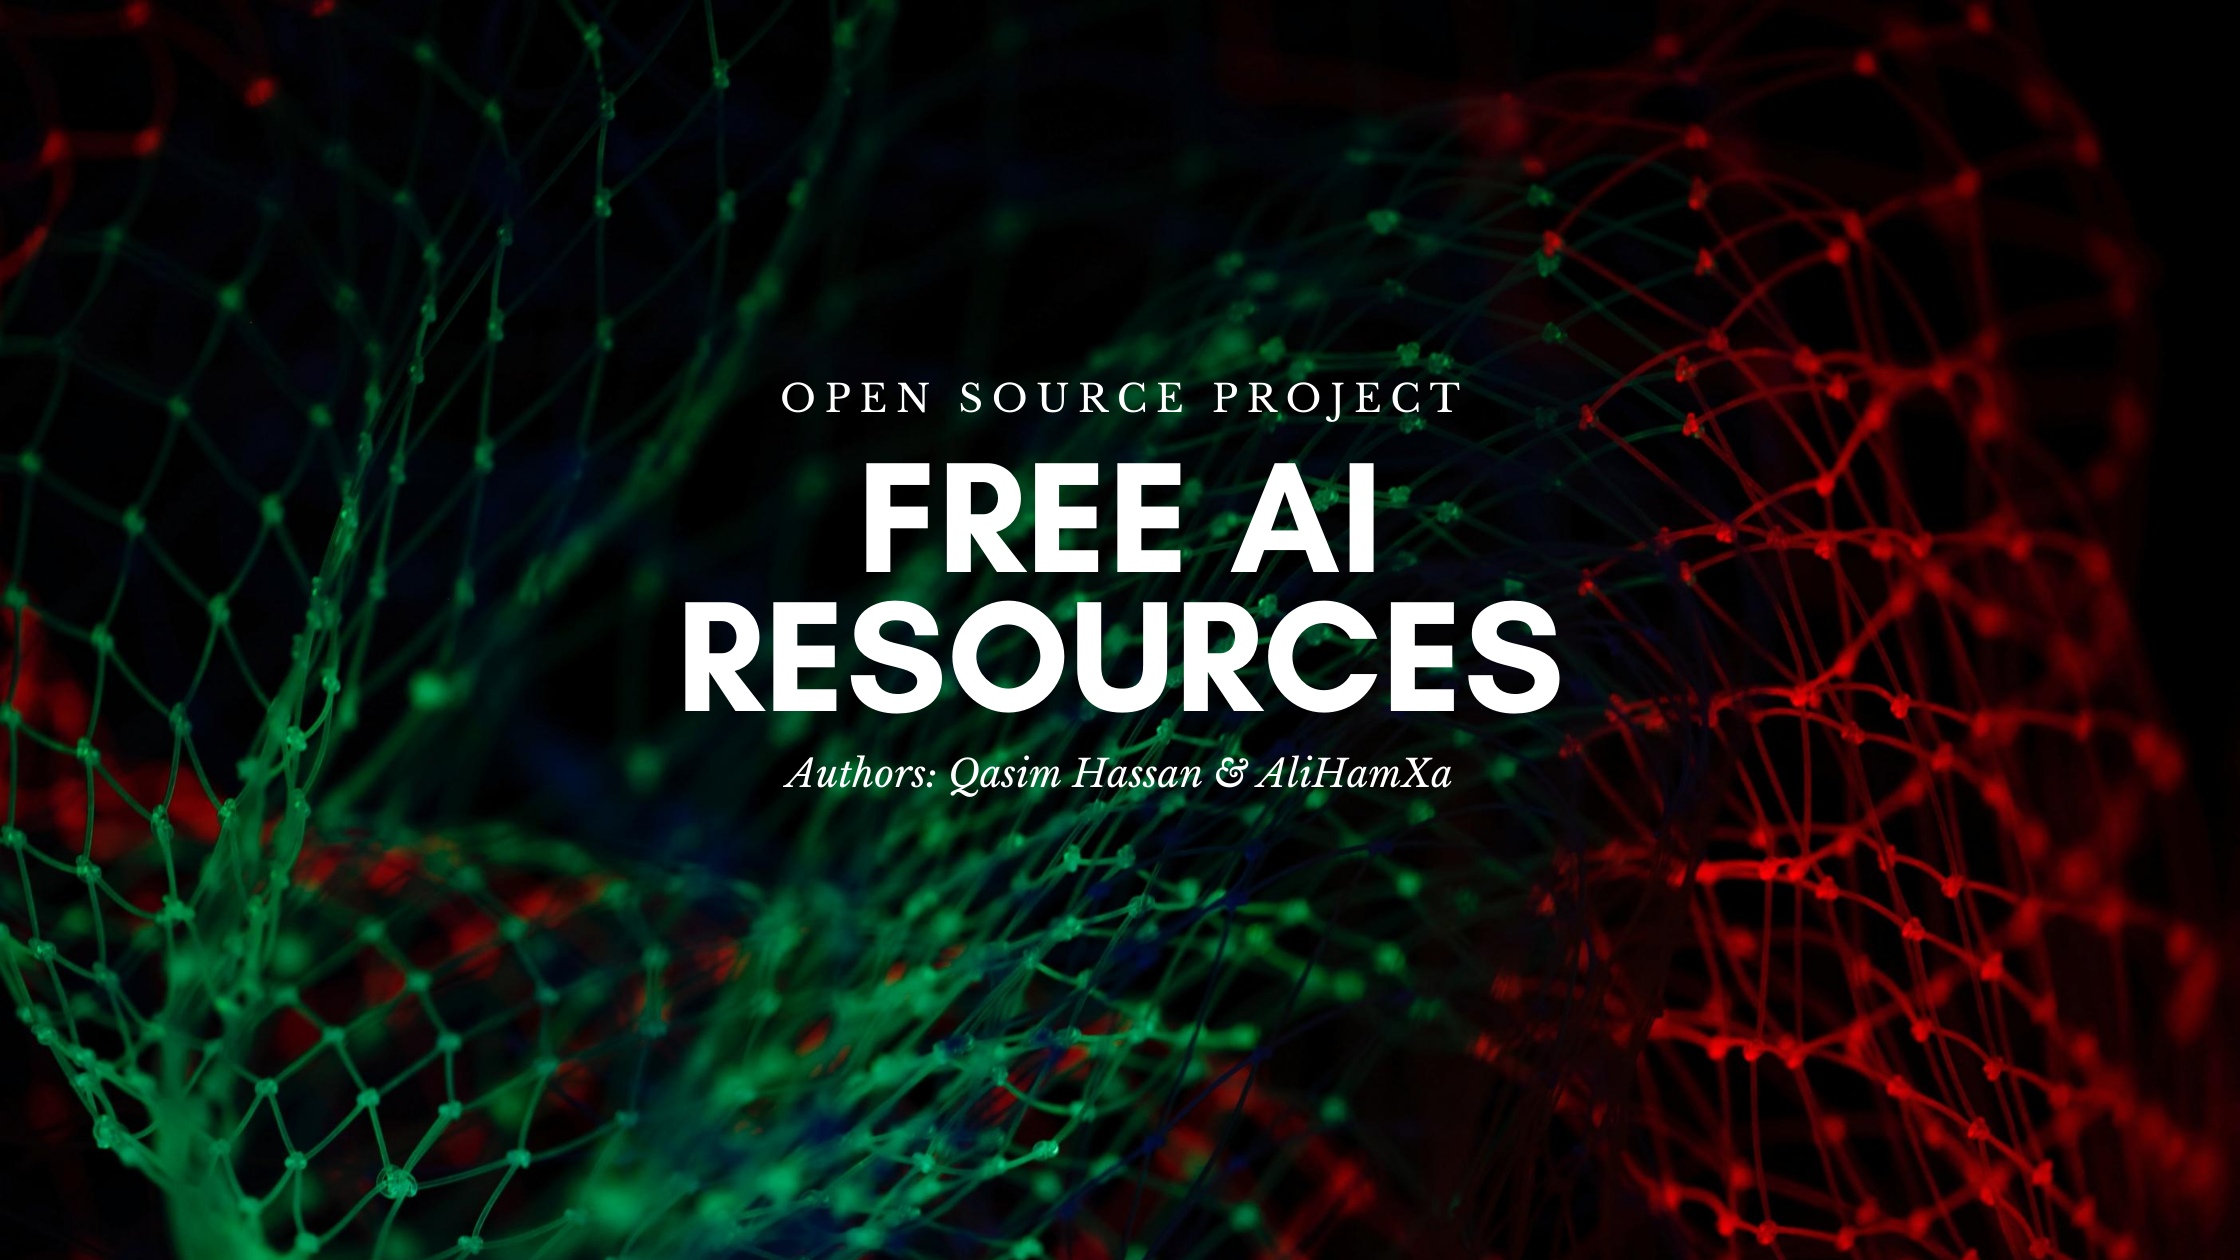 OPEN SOURCE PROJECT
FREE AI
RESOURCES
Authors: Qasim Hassan & AliHamXa